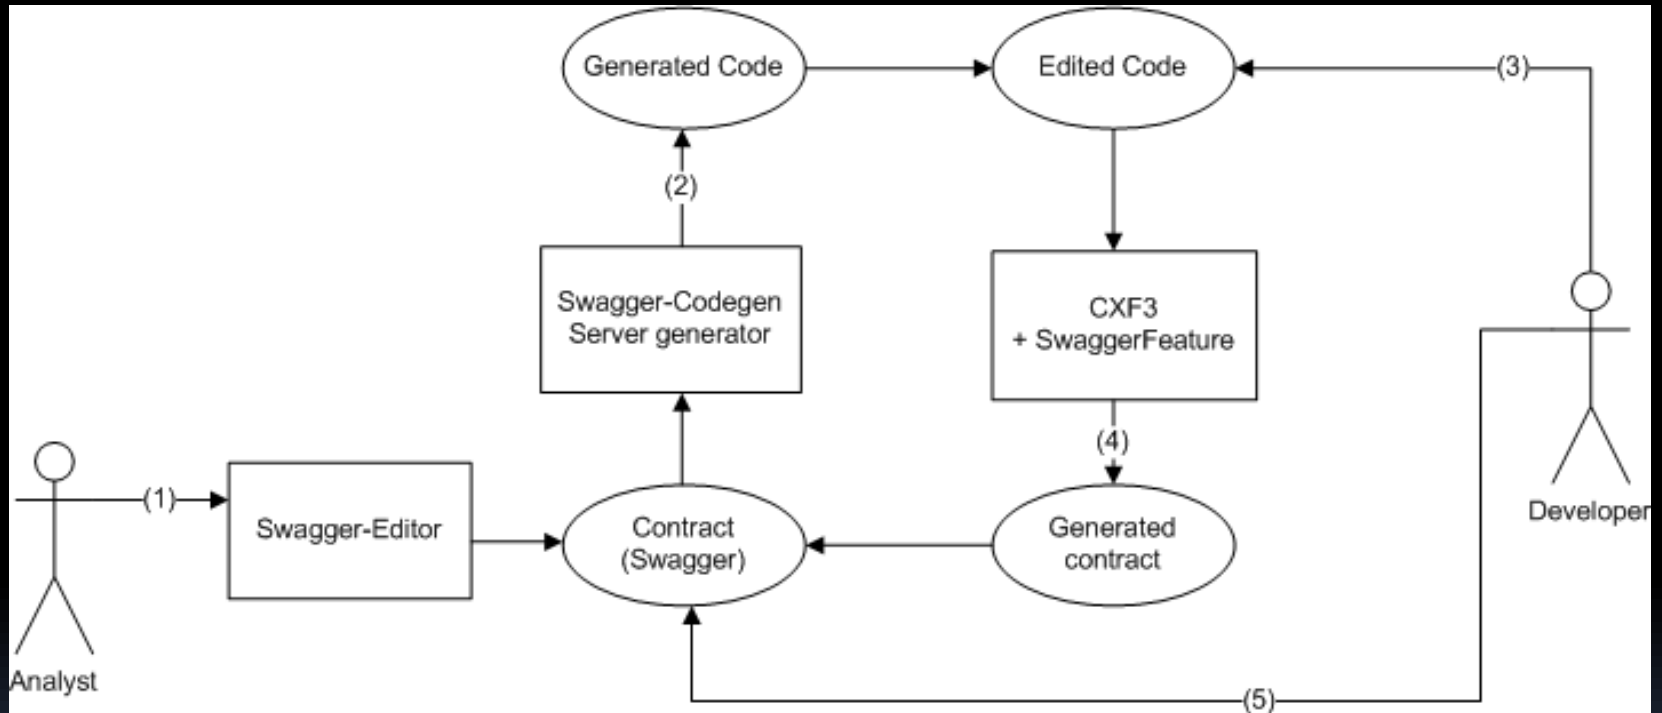 Generated Code
Edited Code
(3)
(2)
Swagger-Codegen
Server generator
CXF3
+ SwaggerFeature
(4)
(1)
Swagger-Editor
Contract
(Swagger)
Generated
contract
Developer
Analyst
(5)